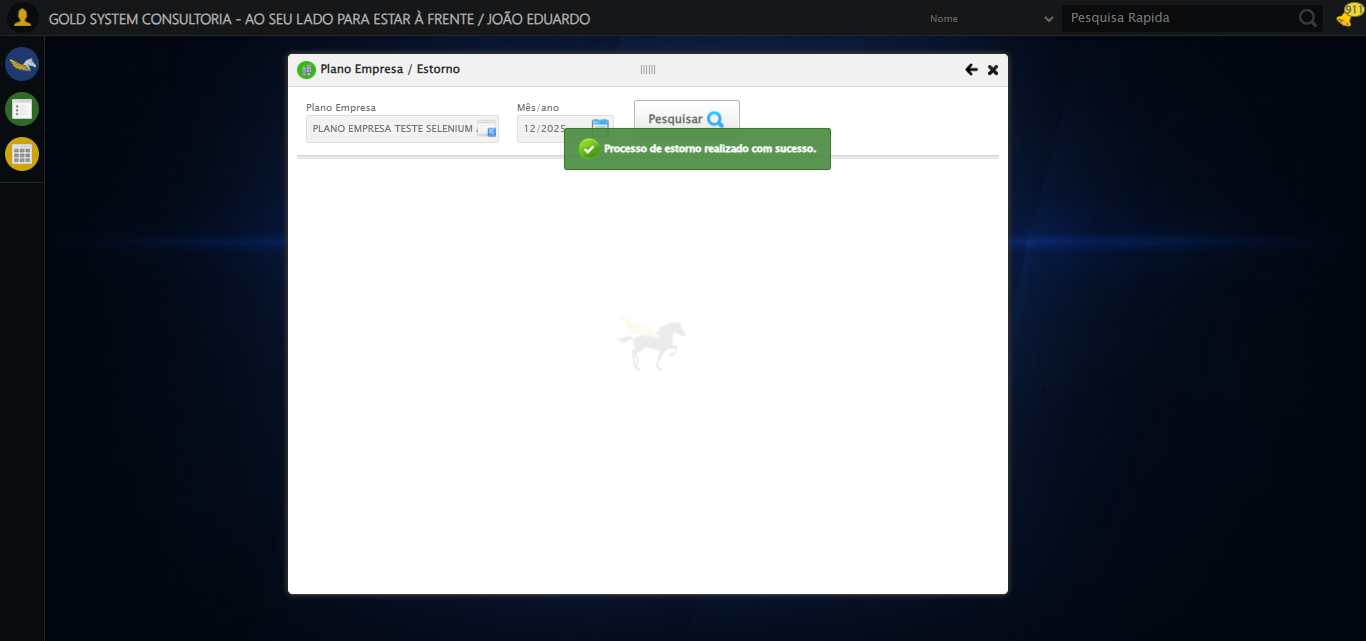 GOLD SYSTEM CONSULTORIA - AO SEU LADO PARA ESTAR À FRENTE / JOÃO EDUARDO
Nome
Pesquisa Rapida
911
Plano Empresa / Estorno
Plano Empresa
Mês/ano
PLANO EMPRESA TESTE SELENIUM
12/2025
Pesquisar
Processo de estorno realizado com sucesso.